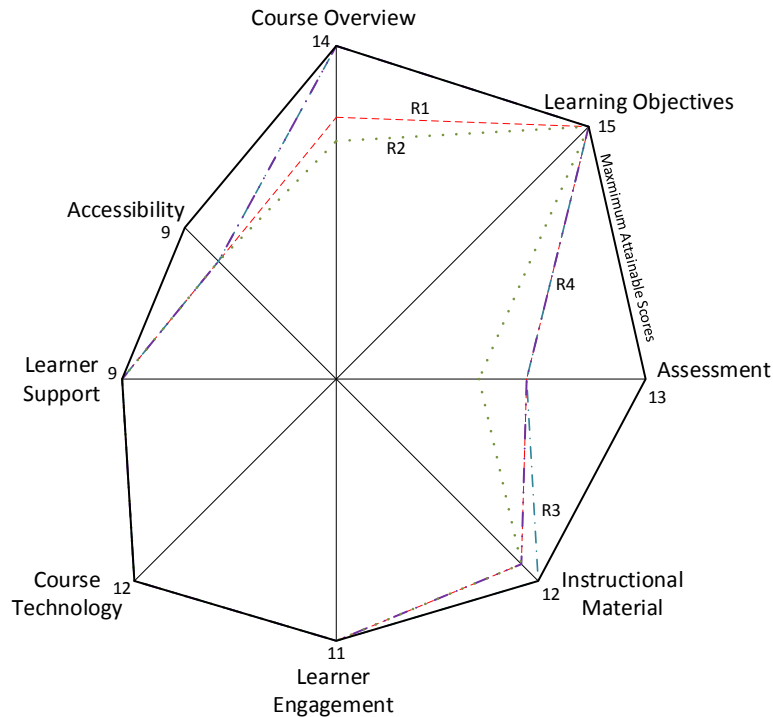 Course Overview
14
Learning Objectives
15
R1
R2
Maxmimum Attainable Scores
Accessibility
9
R4
Learner
Support
9
Assessment
13
R3
Course
Technology
12
Instructional
Material
12
11
Learner
Engagement